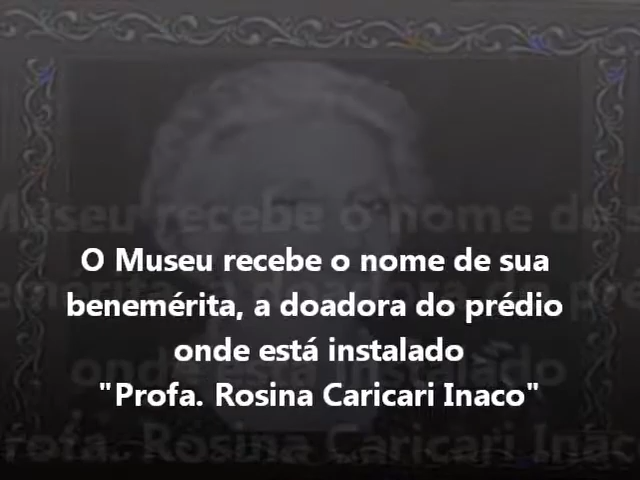 O Museu recebe o nome de sua
benemérita, a doadora do prédio
onde está instalado
"Profa. Rosina Caricari Inaco"